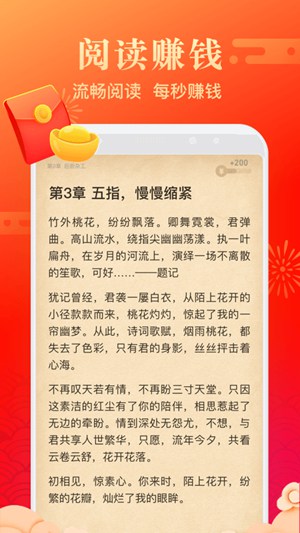 阅读赚钱
流畅阅读 每秒赚钱
+200
第3章 五指，慢慢缩紧
竹外桃花，纷纷飘落。卿舞霓裳，君弹
曲。高山流水，绕指尖幽幽荡漾。执一叶
扁舟，在岁月的河流上，演绎一场不离散
的笙歌，可好……——题记
犹记曾经，君袭一屡白衣，从陌上花开的
小径款款而来，桃花灼灼，惊起了我的一
帘幽梦。从此，诗词歌赋，烟雨桃花，都
失去了色彩，只有君的身影，丝丝抨击着
心海。
不再叹天若有情，不再盼三寸天堂。只因
这素洁的红尘有了你的陪伴，相思惹起了
无边的牵盼。情到深处无怨尤，不想，与
君共享人世繁华，只愿，流年今夕，共看
云卷云舒，花开花落。
初相见，惊素心。你来时，陌上花开，缤
纷的花瓣，灿烂了我的眼眸。